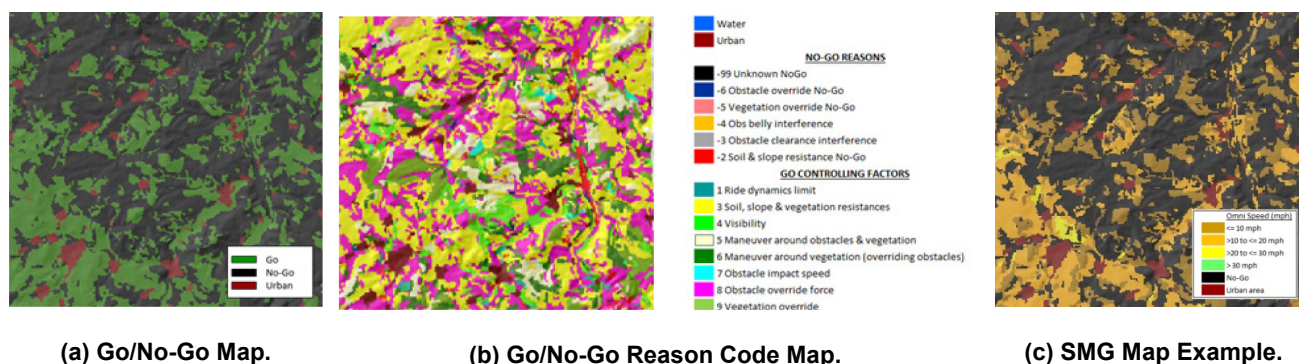 Go
No-Go
Urban
(a) Go/No-Go Map.
Water
Urban
NO-GO REASONS
-99 Unknown NoGo
-6 Obstacle override No-Go
-5 Vegetation override No-Go
-4 Obs belly interference
-3 Obstacle clearance interference
-2 Soil & slope resistance No-Go
GO CONTROLLING FACTORS
1 Ride dynamics limit
3 Soil, slope & vegetation resistances
4 Visibility
5 Maneuver around obstacles & vegetation
6 Maneuver around vegetation (overriding obstacles)
7 Obstacle impact speed
8 Obstacle override force
9 Vegetation override
(b) Go/No-Go Reason Code Map.
Omni Speed (mph)
<= 10 mph
>10 to <= 20 mph
>20 to <= 30 mph
> 30 mph
No-Go
Urban area
(c) SMG Map Example.